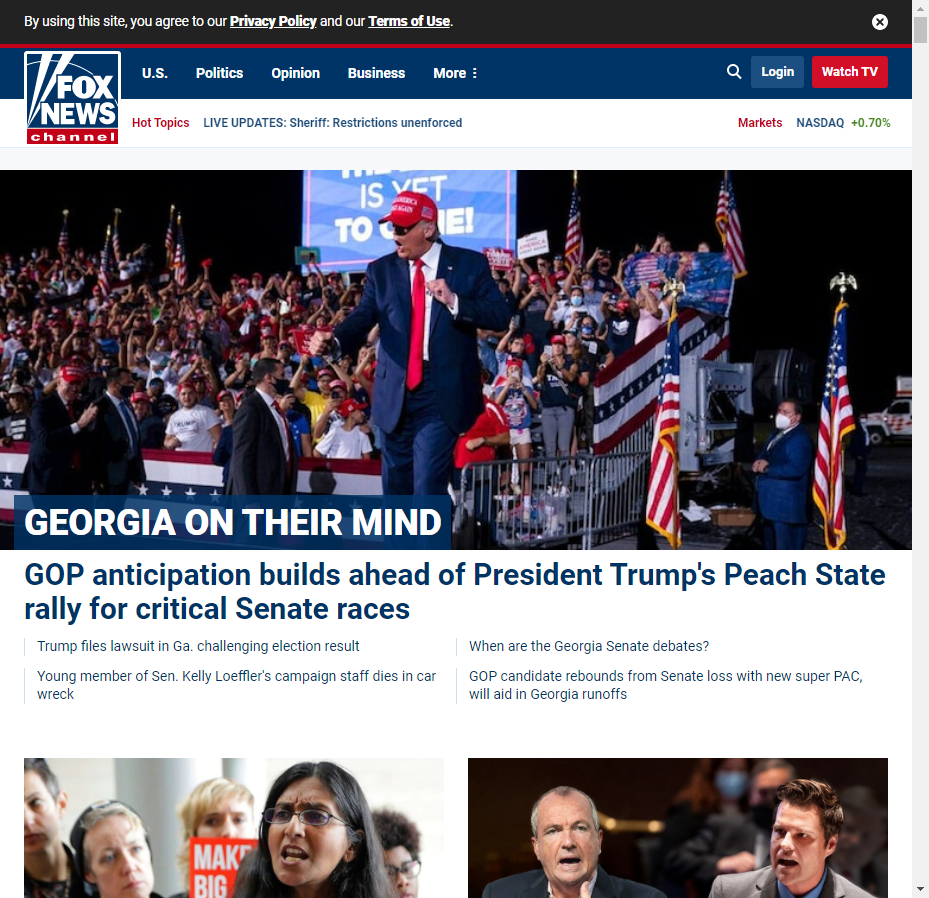 By using this site, you agree to our Privacy Policy and our Terms of Use.
FOX
NEWS
channel
U.S. Politics Opinion Business More
Login
Watch TV
Hot Topics LIVE UPDATES: Sheriff: Restrictions unenforced
Markets NASDAQ +0.70%
IS YET
TO
GEORGIA ON THEIR MIND
GOP anticipation builds ahead of President Trump's Peach State
rally for critical Senate races
Trump files lawsuit in Ga. challenging election result
When are the Georgia Senate debates?
Young member of Sen. Kelly Loeffler's campaign staff dies in car
wreck
GOP candidate rebounds from Senate loss with new super PAC,
will aid in Georgia runoffs
MAKE
BIG